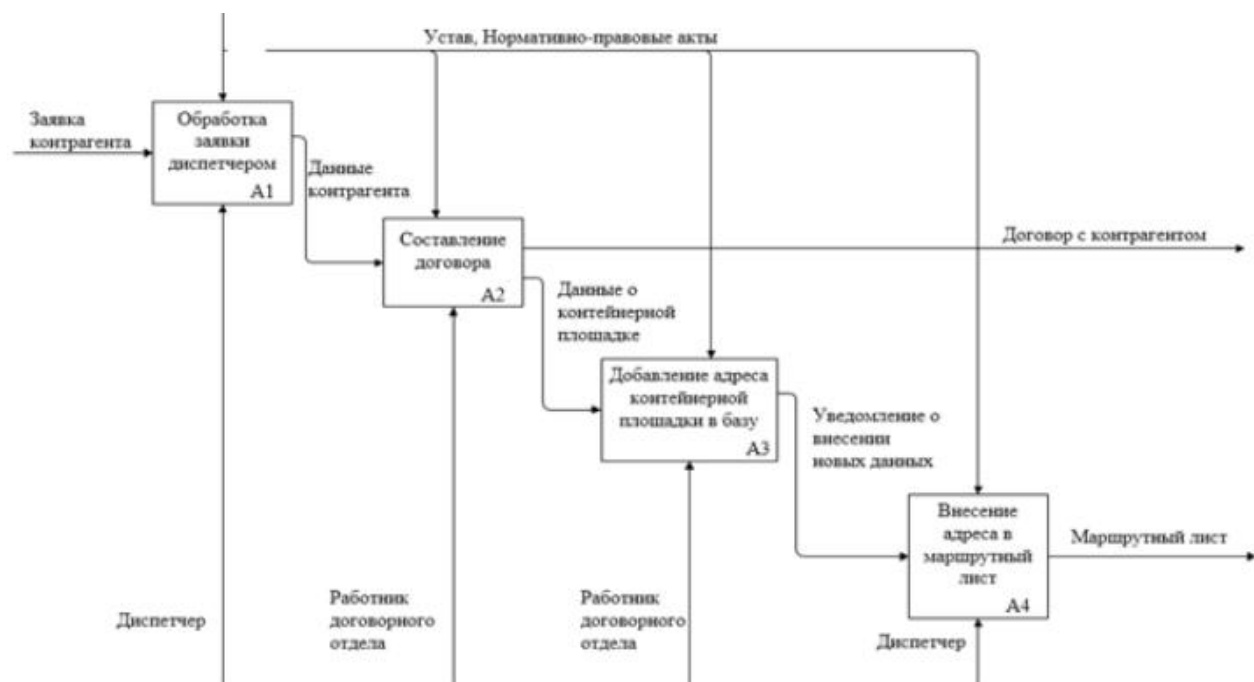 Устав, Нормативно-правовые акты
Заявка
контрагента
Обработка
заявки
диспетчером
A1
Данные
контрагента
Составление
договора
A2
Договор с контрагентом
Данные о
контейнерной
площадке
Добавление адреса
контейнерной
площадки в базу
A3
Уведомление о
внесении
новых данных
Внесение
адреса в
маршрутный
лист
A4
Маршрутный лист
Диспетчер
Работник
договорного
отдела
Работник
договорного
отдела
Диспетчер